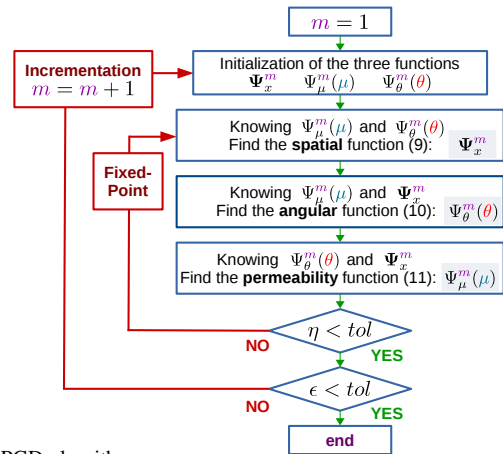 m = 1
Incrementation
m = m + 1
Initialization of the three functions
Ψ_x^m Ψ_μ^m(μ) Ψ_θ^m(θ)
Knowing Ψ_μ^m(μ) and Ψ_θ^m(θ)
Find the spatial function (9): Ψ_x^m
Fixed-
Point
Knowing Ψ_μ^m(μ) and Ψ_x^m
Find the angular function (10): Ψ_θ^m(θ)
Knowing Ψ_θ^m(θ) and Ψ_x^m
Find the permeability function (11): Ψ_μ^m(μ)
η < tol
NO
YES
ϵ < tol
NO
YES
end